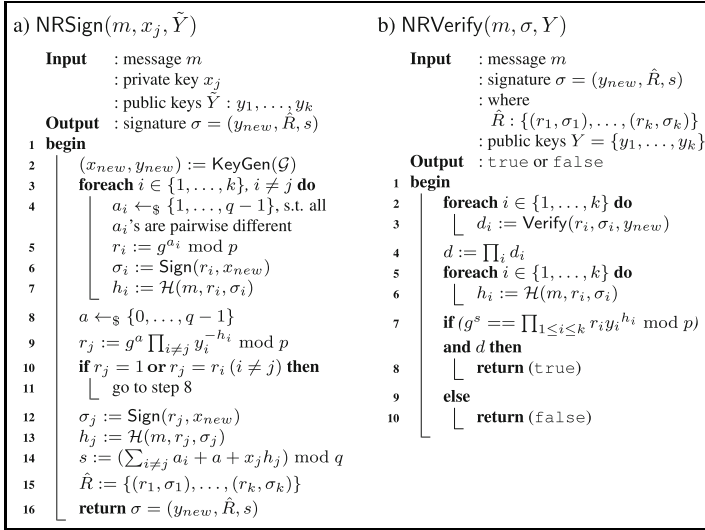 a) NRSign(m, x_j, Ỹ)
Input : message m
: private key x_j
: public keys Ỹ : y_1, . . . , y_k
Output : signature σ = (y_new, R̂, s)
1 begin
2 (x_new, y_new) := KeyGen(𝒢)
3 foreach i ∈ {1, . . . , k}, i ≠ j do
4 a_i ←_$ {1, . . . , q − 1}, s.t. all
a_i's are pairwise different
5 r_i := g^{a_i} mod p
6 σ_i := Sign(r_i, x_new)
7 h_i := ℋ(m, r_i, σ_i)
8 a ←_$ {0, . . . , q − 1}
9 r_j := g^a ∏_{i≠j} y_i^{−h_i} mod p
10 if r_j = 1 or r_j = r_i (i ≠ j) then
11 go to step 8
12 σ_j := Sign(r_j, x_new)
13 h_j := ℋ(m, r_j, σ_j)
14 s := (∑_{i≠j} a_i + a + x_j h_j) mod q
15 R̂ := {(r_1, σ_1), . . . , (r_k, σ_k)}
16 return σ = (y_new, R̂, s)
b) NRVerify(m, σ, Y)
Input : message m
: signature σ = (y_new, R̂, s)
: where
R̂ : {(r_1, σ_1), . . . , (r_k, σ_k)}
: public keys Y = {y_1, . . . , y_k}
Output : true or false
1 begin
2 foreach i ∈ {1, . . . , k} do
3 d_i := Verify(r_i, σ_i, y_new)
4 d := ∏_i d_i
5 foreach i ∈ {1, . . . , k} do
6 h_i := ℋ(m, r_i, σ_i)
7 if (g^s == ∏_{1≤i≤k} r_i y_i^{h_i} mod p)
and d then
8 return (true)
9 else
10 return (false)